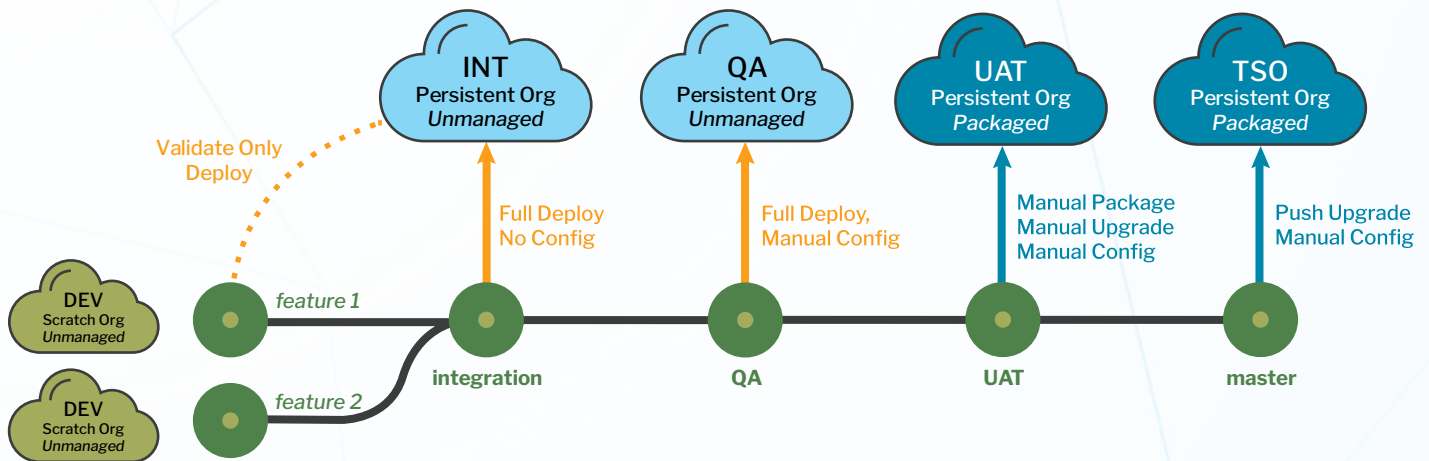 INT
Persistent Org
Unmanaged
QA
Persistent Org
Unmanaged
UAT
Persistent Org
Packaged
TSO
Persistent Org
Packaged
Validate Only
Deploy
Full Deploy
No Config
Full Deploy,
Manual Config
Manual Package
Manual Upgrade
Manual Config
Push Upgrade
Manual Config
DEV
Scratch Org
Unmanaged
feature 1
DEV
Scratch Org
Unmanaged
feature 2
integration
QA
UAT
master